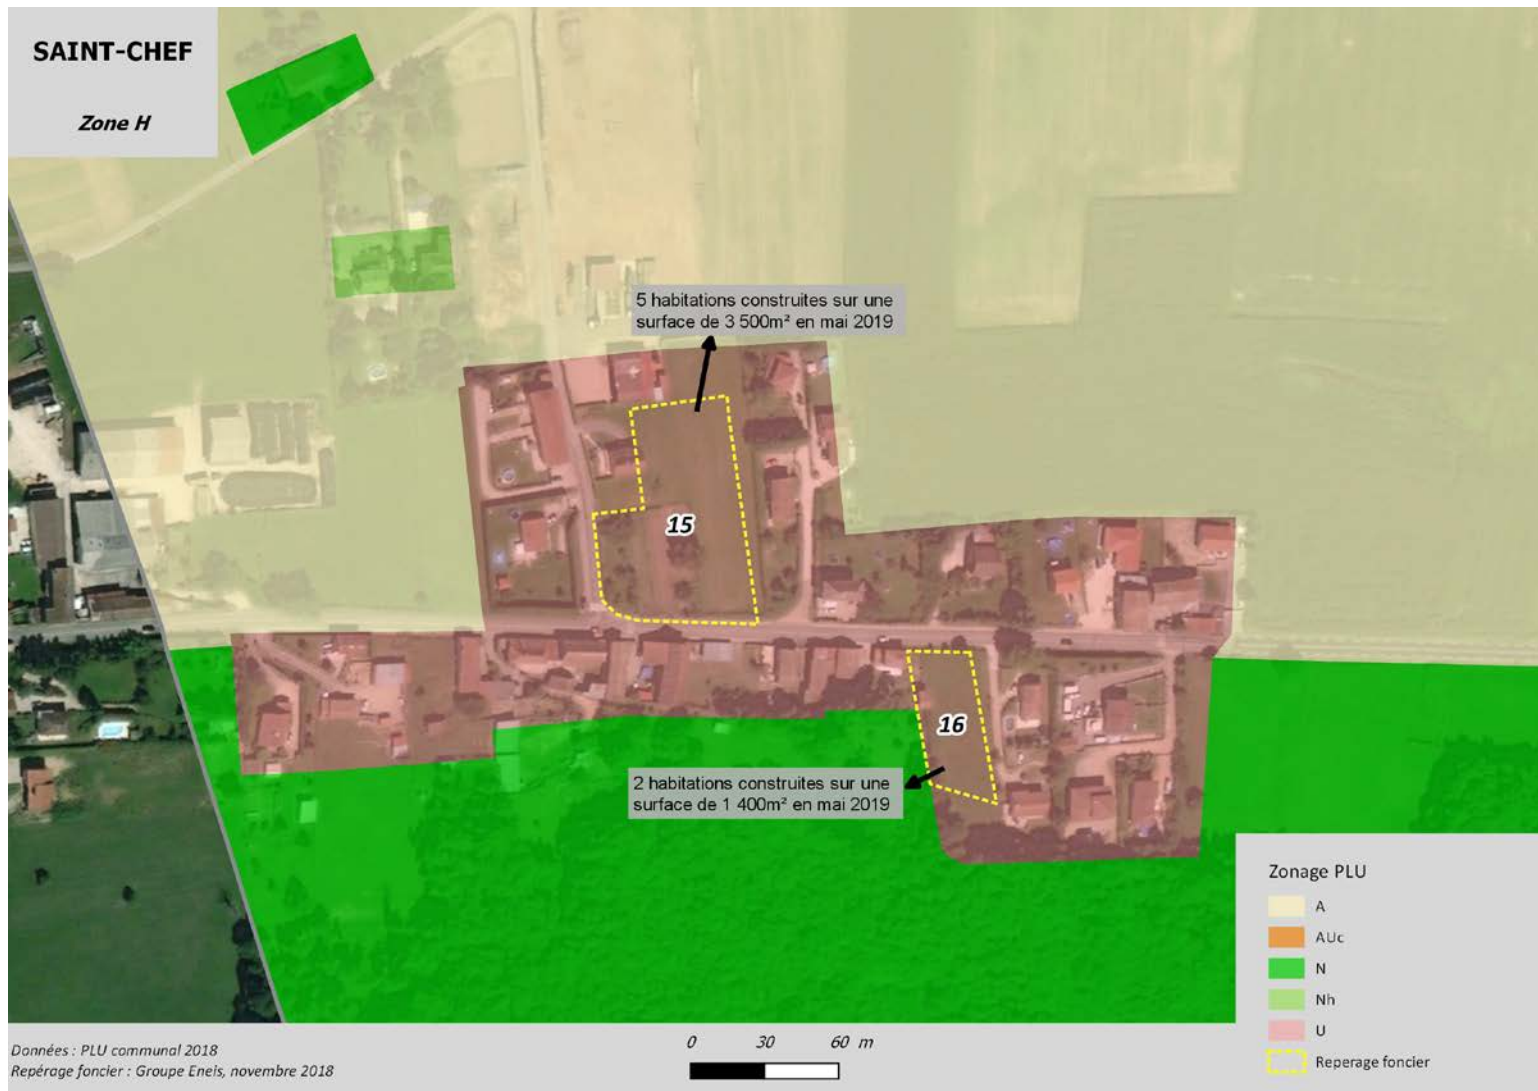 SAINT-CHEF
Zone H
5 habitations construites sur une
surface de 3 500m² en mai 2019
15
16
2 habitations construites sur une
surface de 1 400m² en mai 2019
Zonage PLU
A
AUc
N
Nh
U
Reperage foncier
0 30 60 m
Données : PLU communal 2018
Repérage foncier : Groupe Eneis, novembre 2018